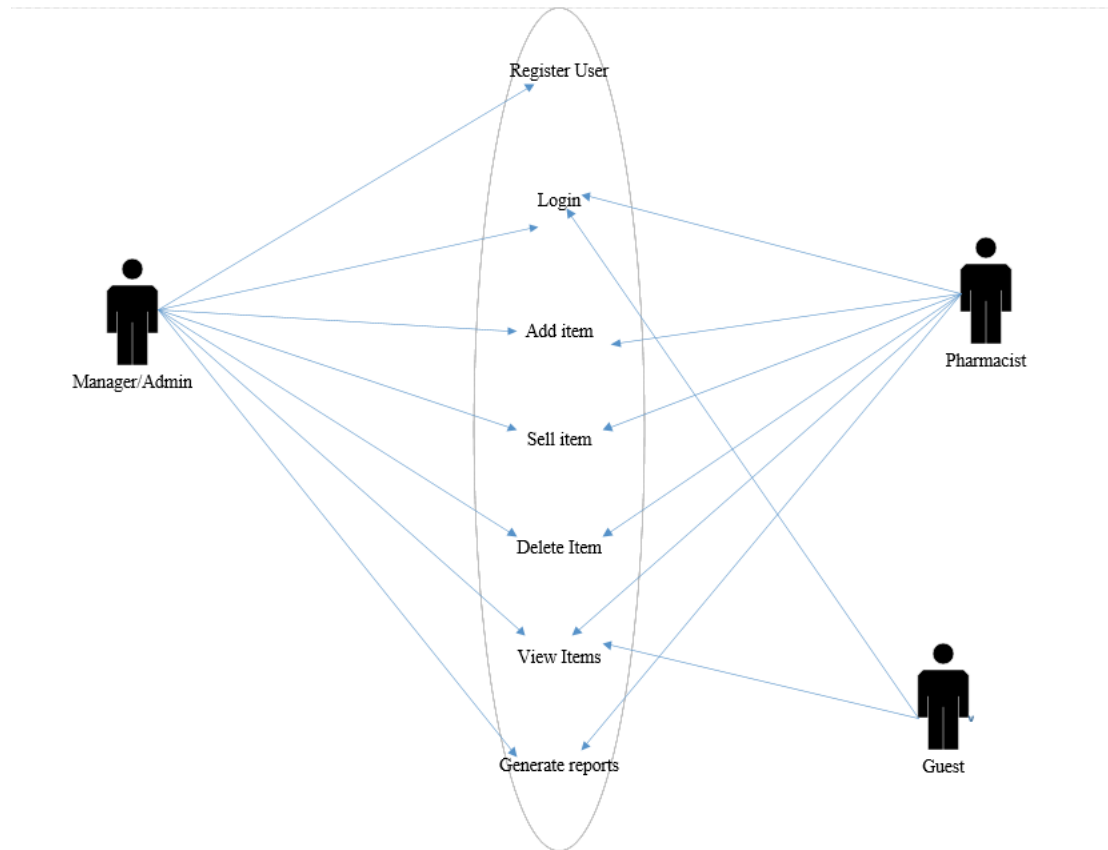 Register User
Login
Add item
Manager/Admin
Pharmacist
Sell item
Delete Item
View Items
Generate reports
Guest